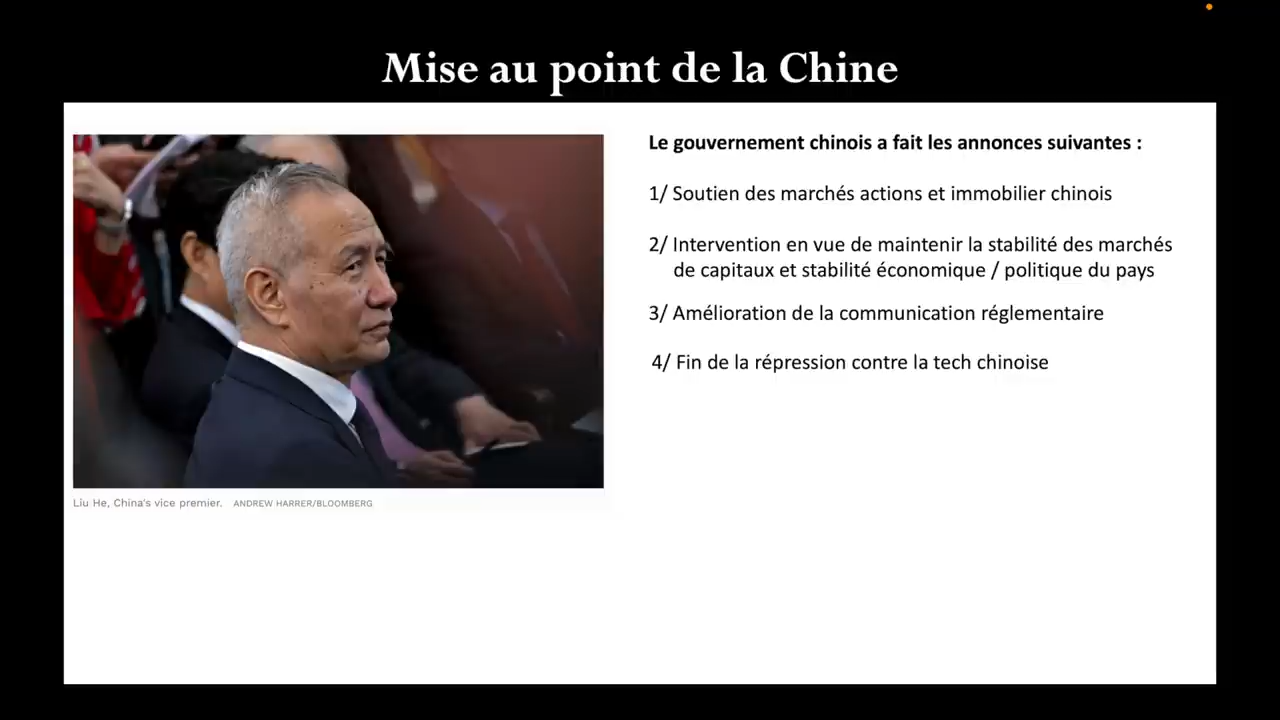 Mise au point de la Chine
Le gouvernement chinois a fait les annonces suivantes :
1/ Soutien des marchés actions et immobilier chinois
2/ Intervention en vue de maintenir la stabilité des marchés
de capitaux et stabilité économique / politique du pays
3/ Amélioration de la communication réglementaire
4/ Fin de la répression contre la tech chinoise
Liu He, China's vice premier. ANDREW HARRER/BLOOMBERG